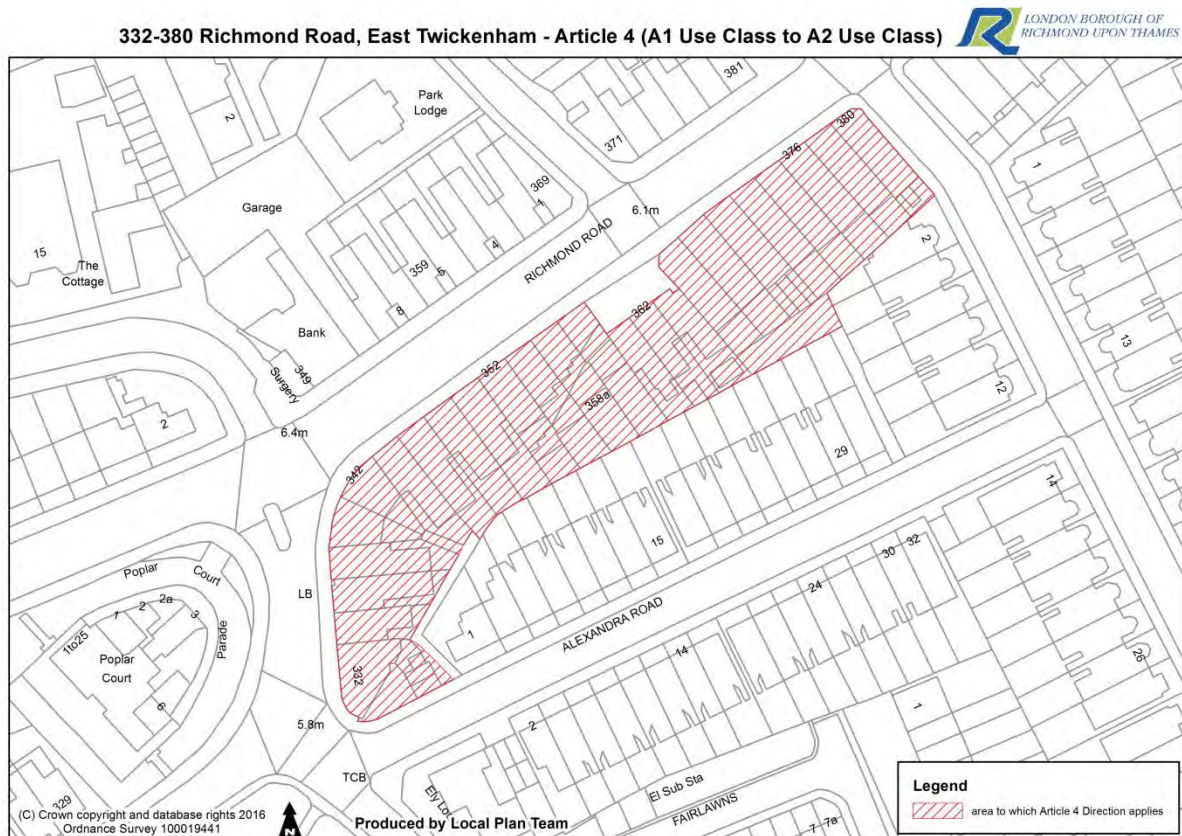 332-380 Richmond Road, East Twickenham - Article 4 (A1 Use Class to A2 Use Class)
LONDON BOROUGH OF
RICHMOND UPON THAMES
381
Park
Lodge
2
371
380
376
1
369
1
Garage
6.1m
RICHMOND ROAD
4
15
The
Cottage
359
5
8
2
362
Bank
352
13
349
Surgery
358a
12
2
6.4m
342
29
14
15
30
32
Poplar
Court
LB
24
ALEXANDRA ROAD
2a
2
1
3
1to25
Parade
1
Poplar
Court
332
14
26
6
5.8m
2
1
TCB
El Sub Sta
FAIRLAWNS
329
7
7a
Legend
area to which Article 4 Direction applies
(C) Crown copyright and database rights 2016
Ordnance Survey 100019441
N
Produced by Local Plan Team